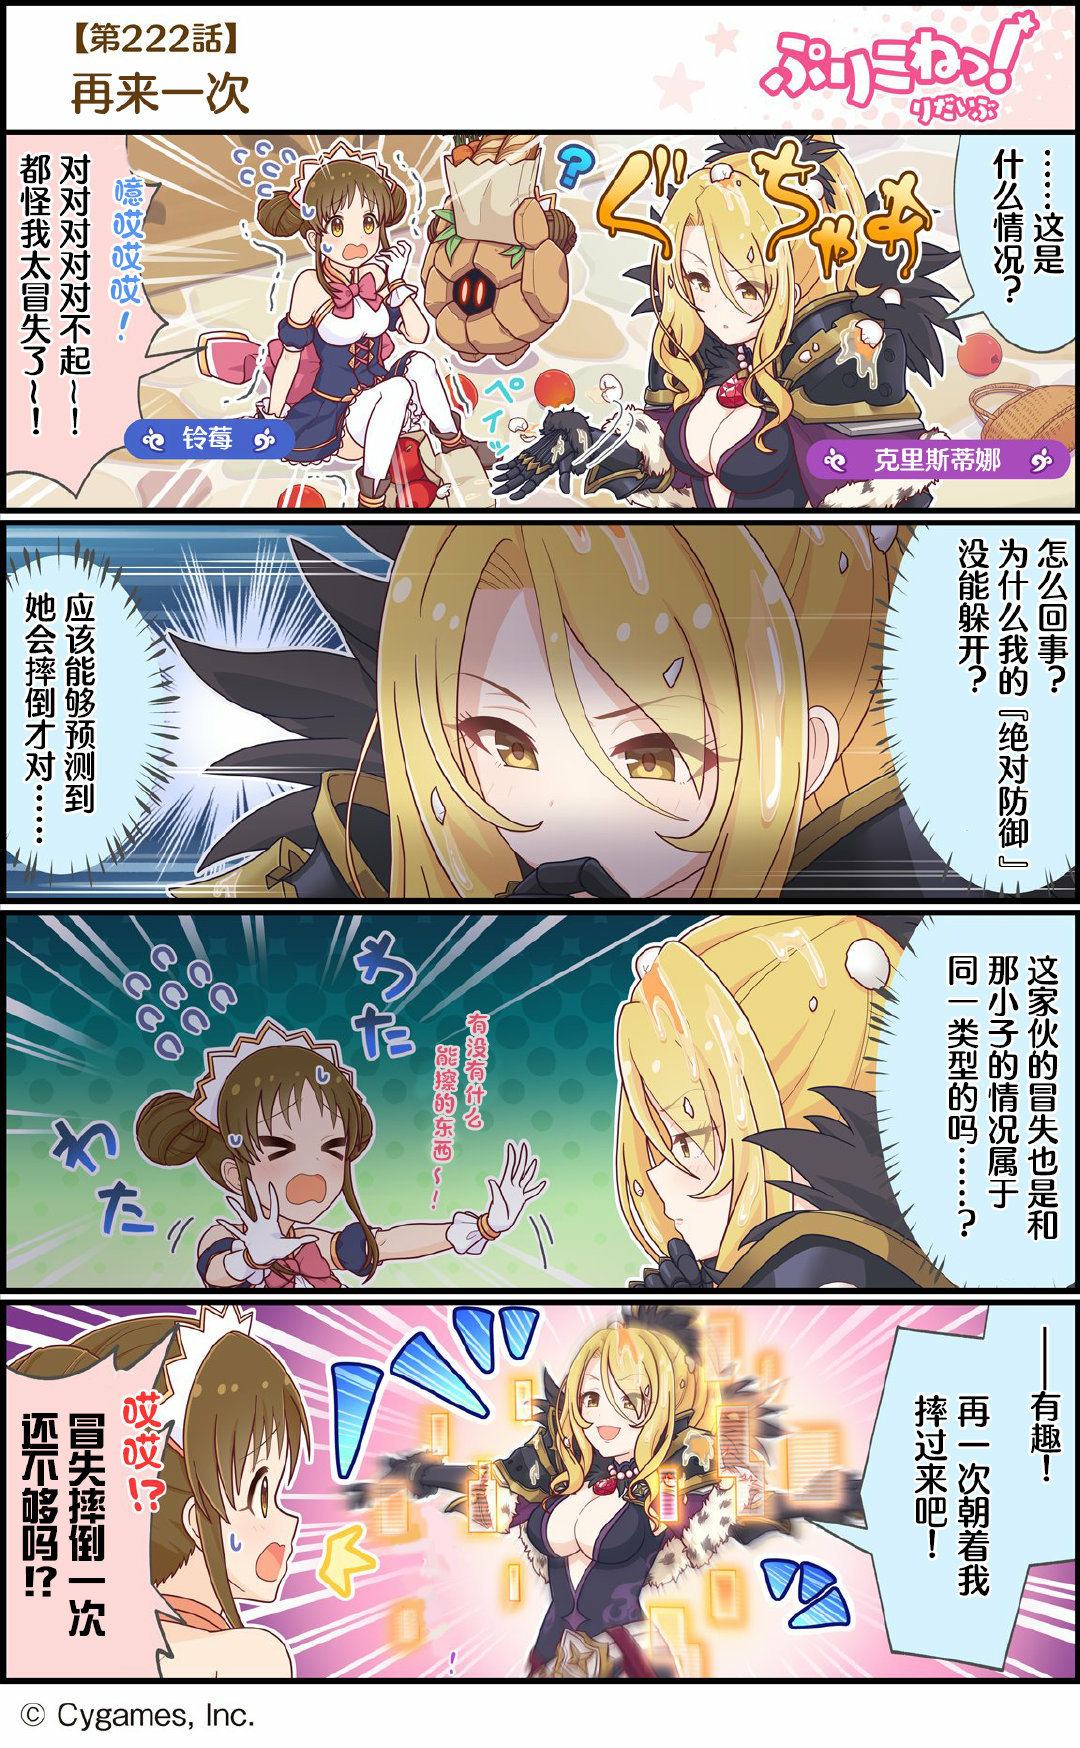 【第222話】
再来一次
ぷりこねっ!
りだいぶ
……这是
什么情况?
ぐちゃあ
?
ペイッ
噫哎哎哎!
对对对对对不起~!
都怪我太冒失了~!
铃莓
克里斯蒂娜
怎么回事?
为什么我的『绝对防御』
没能躲开?
应该能够预测到
她会摔倒才对……
这家伙的冒失也是和
那小子的情况属于
同一类型的吗……?
有没有什么
能擦的东西~!
わた
わた
——有趣!
再一次朝着我
摔过来吧!
哎哎!?
冒失摔倒一次
还不够吗!?
© Cygames, Inc.